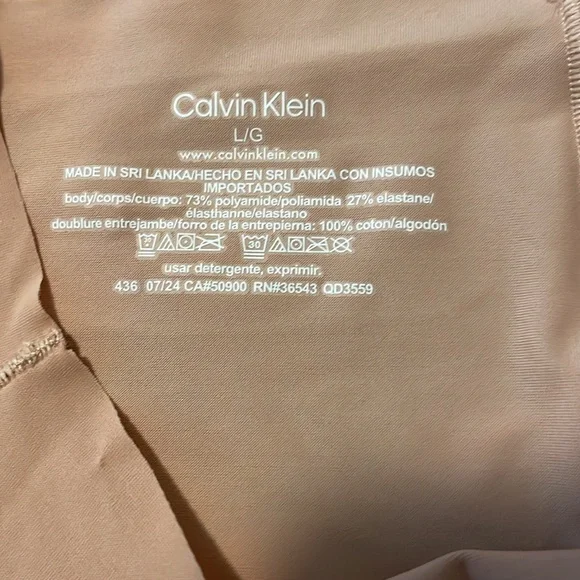 Calvin Klein
L/G
www.calvinklein.com
MADE IN SRI LANKA/HECHO EN SRI LANKA CON INSUMOS
IMPORTADOS
body/corps/cuerpo: 73% polyamide/poliamida 27% elastane/
élasthanne/elastano
doublure entrejambe/forro de la entrepierna: 100% coton/algodón
30
usar detergente, exprimir.
436 07/24 CA#50900 RN#36543 QD3559